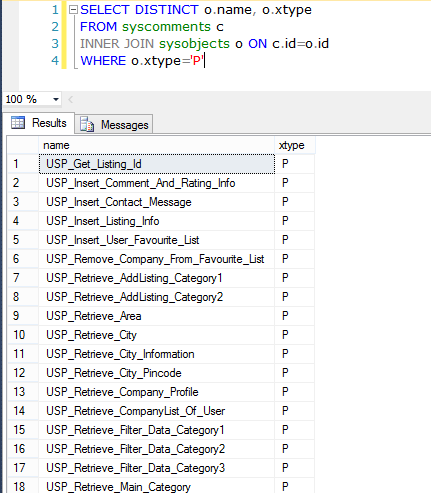 1 SELECT DISTINCT o.name, o.xtype
2 FROM syscomments c
3 INNER JOIN sysobjects o ON c.id=o.id
4 WHERE o.xtype='P'
100 %
Results Messages
name xtype
1 USP_Get_Listing_Id P
2 USP_Insert_Comment_And_Rating_Info P
3 USP_Insert_Contact_Message P
4 USP_Insert_Listing_Info P
5 USP_Insert_User_Favourite_List P
6 USP_Remove_Company_From_Favourite_List P
7 USP_Retrieve_AddListing_Category1 P
8 USP_Retrieve_AddListing_Category2 P
9 USP_Retrieve_Area P
10 USP_Retrieve_City P
11 USP_Retrieve_City_Information P
12 USP_Retrieve_City_Pincode P
13 USP_Retrieve_Company_Profile P
14 USP_Retrieve_CompanyList_Of_User P
15 USP_Retrieve_Filter_Data_Category1 P
16 USP_Retrieve_Filter_Data_Category2 P
17 USP_Retrieve_Filter_Data_Category3 P
18 USP_Retrieve_Main_Category P